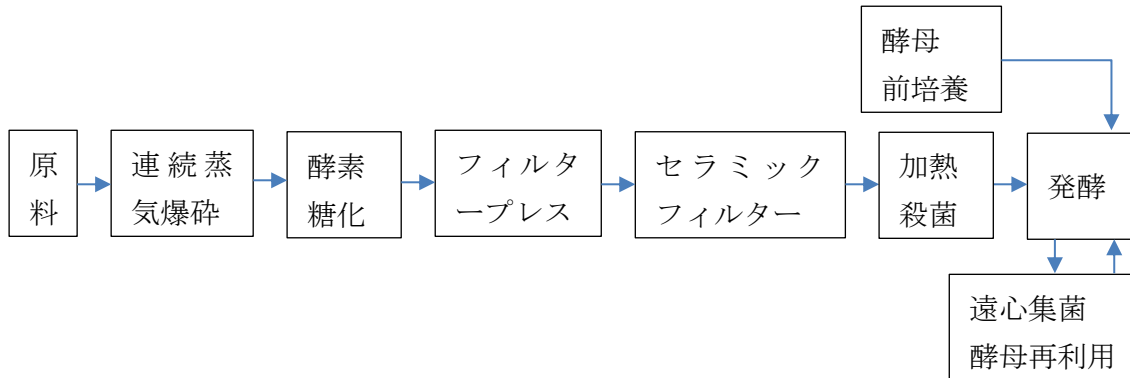 酵母
前培養
原
料
連続蒸
気爆砕
酵素
糖化
フィルタ
ープレス
セラミック
フィルター
加熱
殺菌
発酵
遠心集菌
酵母再利用